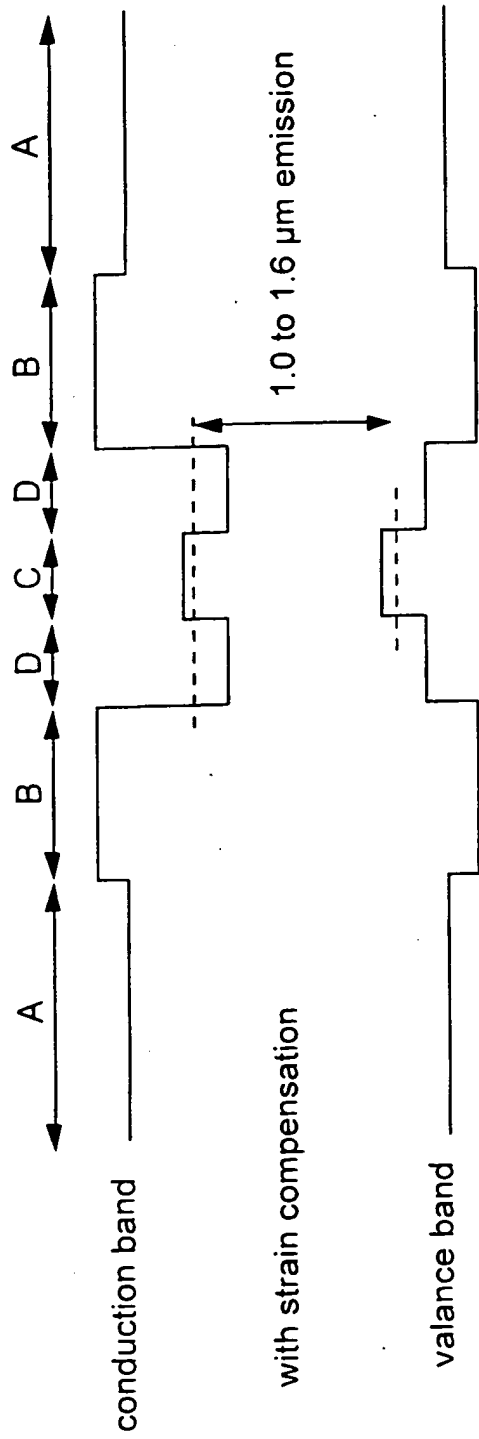 A B D C D B A
conduction band
1.0 to 1.6 µm emission
with strain compensation
valance band